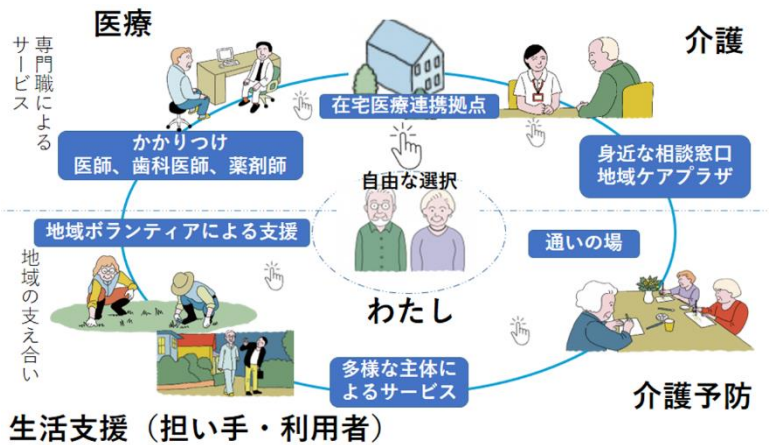 医療
介護
専門職による
サービス
在宅医療連携拠点
かかりつけ
医師、歯科医師、薬剤師
身近な相談窓口
地域ケアプラザ
自由な選択
地域ボランティアによる支援
通いの場
地域の支え合い
わたし
多様な主体に
よるサービス
介護予防
生活支援（担い手・利用者）